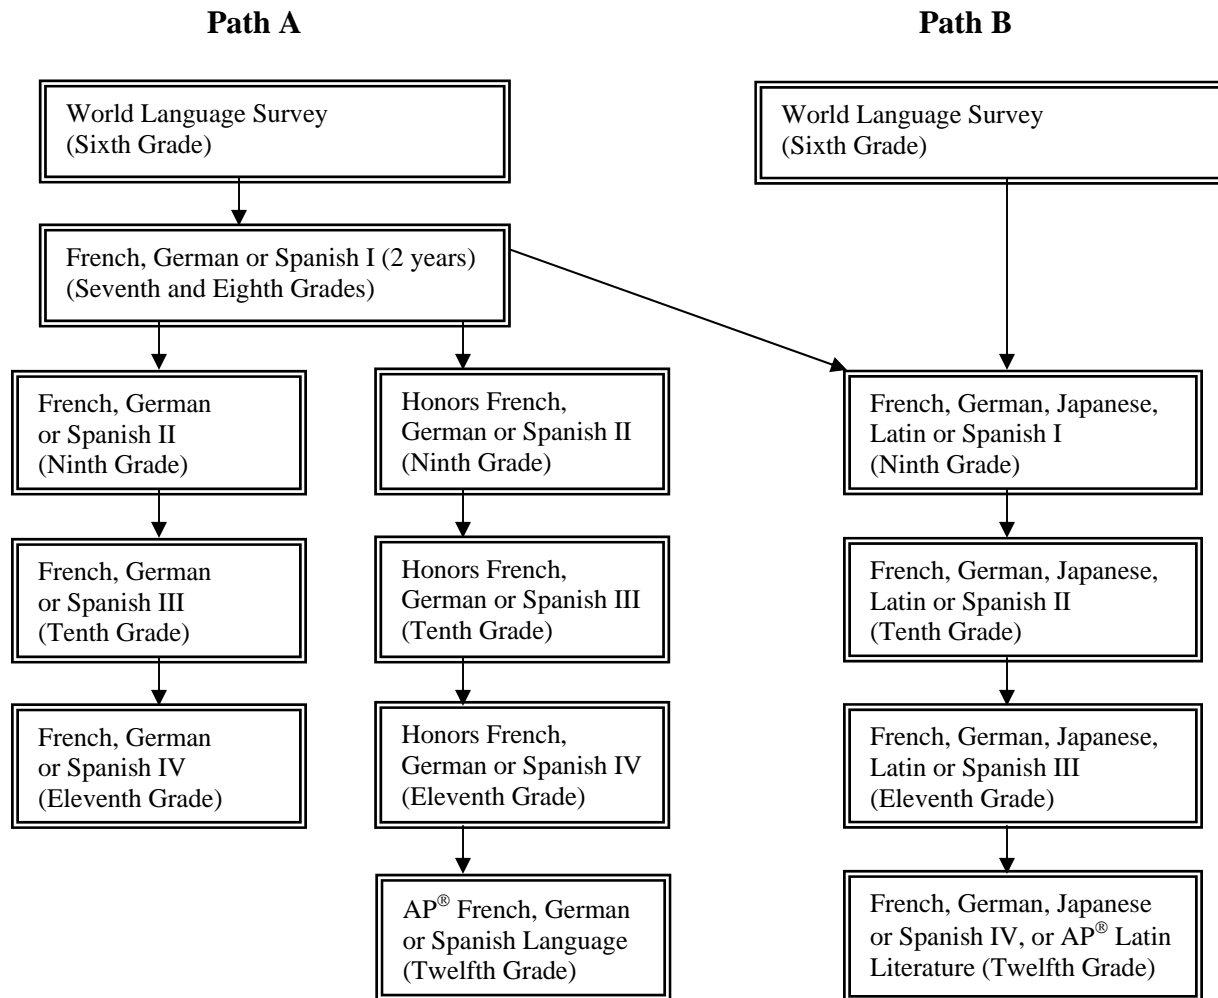 Path A
Path B
World Language Survey
(Sixth Grade)
World Language Survey
(Sixth Grade)
French, German or Spanish I (2 years)
(Seventh and Eighth Grades)
French, German
or Spanish II
(Ninth Grade)
Honors French,
German or Spanish II
(Ninth Grade)
French, German, Japanese,
Latin or Spanish I
(Ninth Grade)
French, German
or Spanish III
(Tenth Grade)
Honors French,
German or Spanish III
(Tenth Grade)
French, German, Japanese,
Latin or Spanish II
(Tenth Grade)
French, German
or Spanish IV
(Eleventh Grade)
Honors French,
German or Spanish IV
(Eleventh Grade)
French, German, Japanese,
Latin or Spanish III
(Eleventh Grade)
AP® French, German
or Spanish Language
(Twelfth Grade)
French, German, Japanese
or Spanish IV, or AP® Latin
Literature (Twelfth Grade)